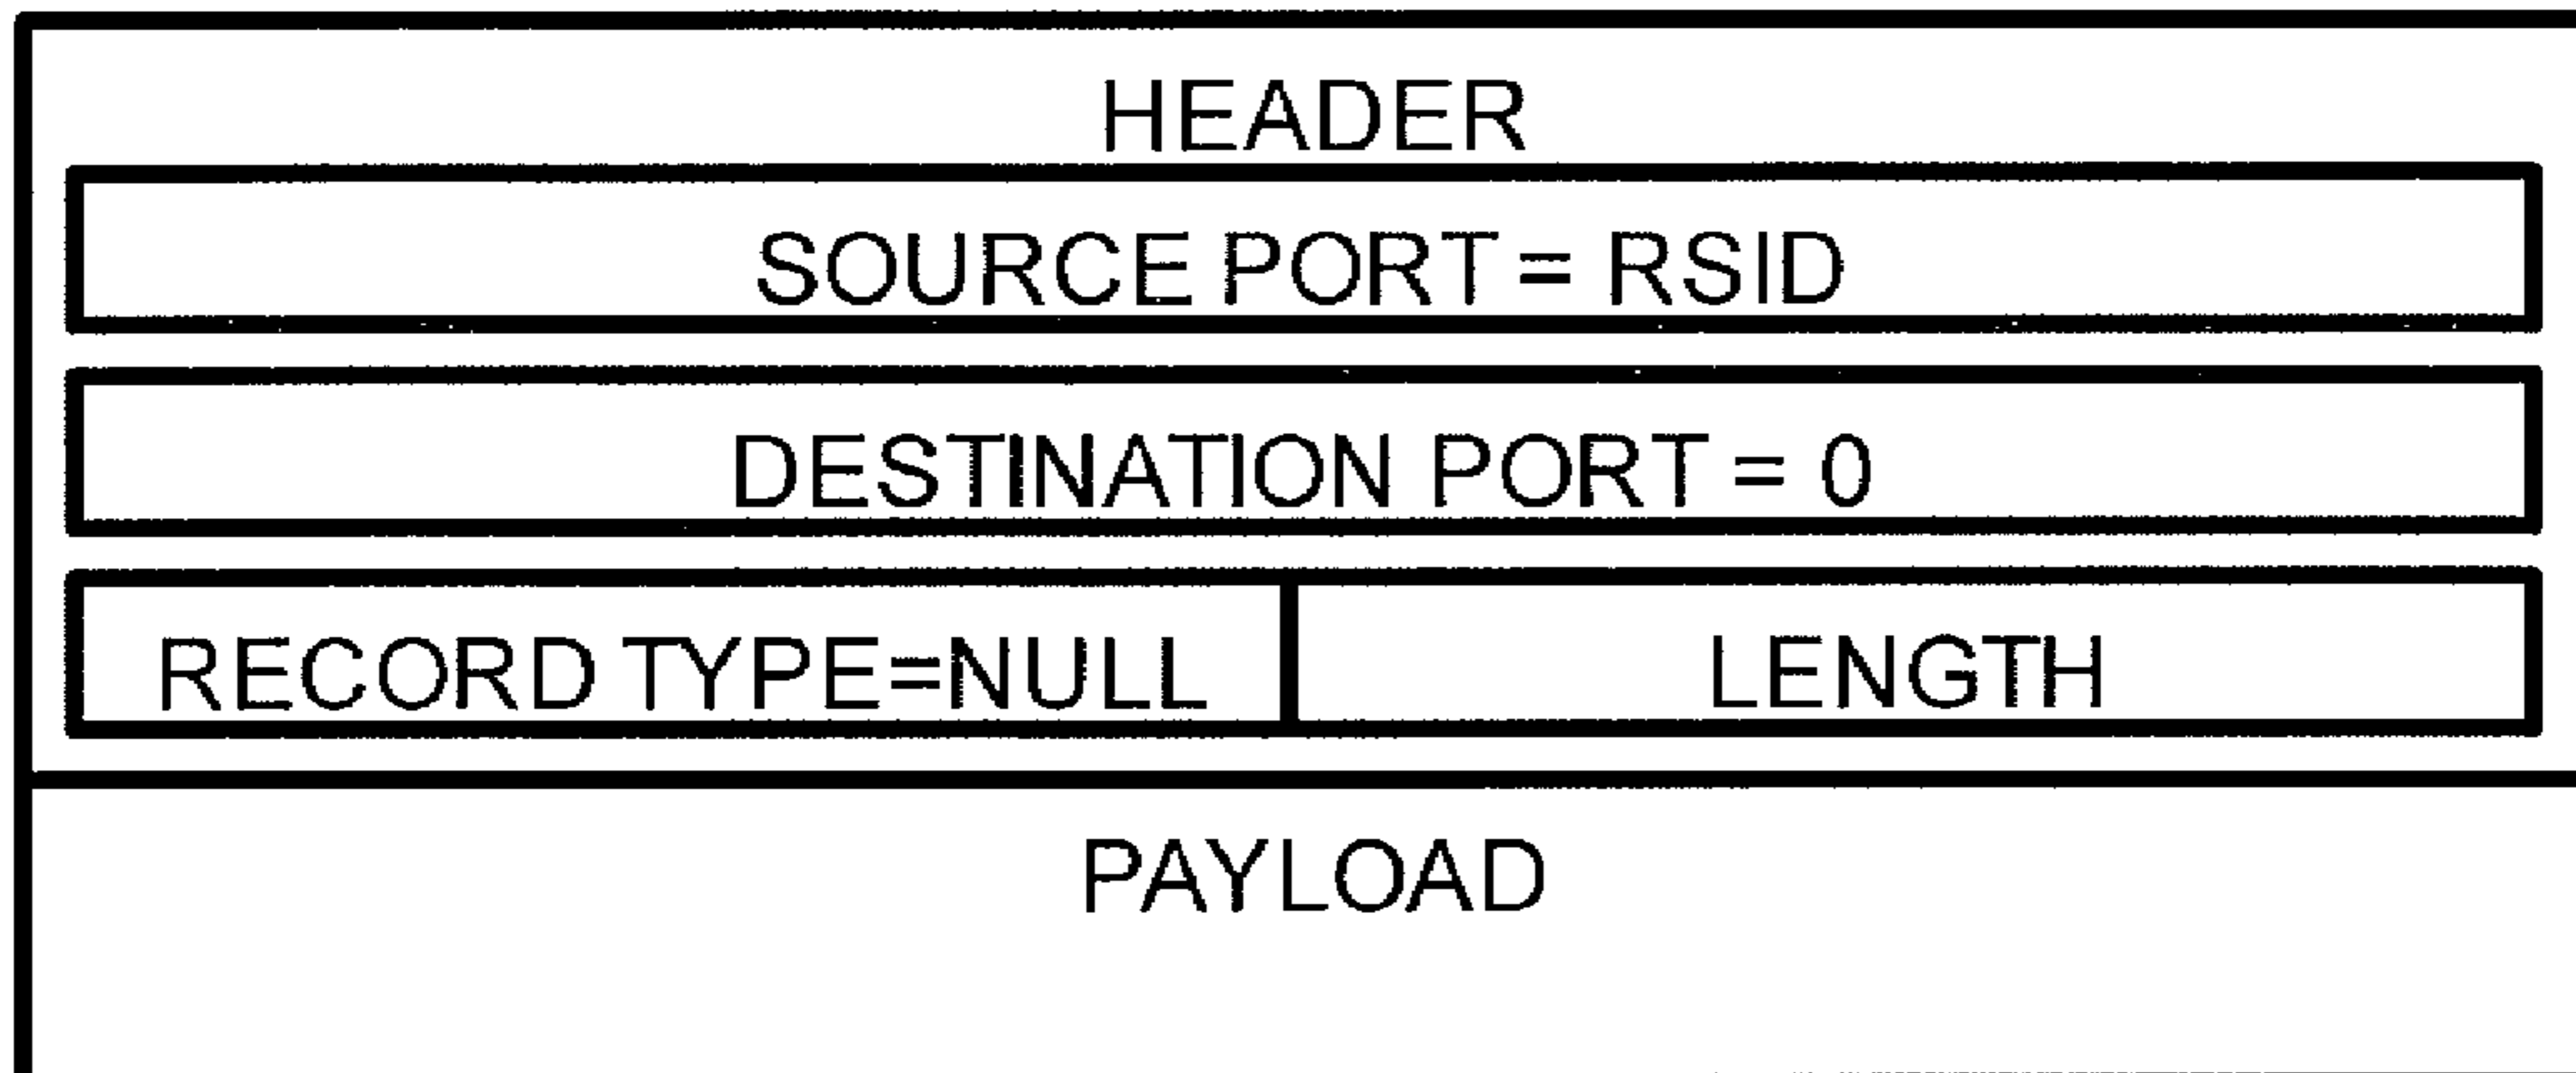 HEADER
SOURCE PORT = RSID
DESTINATION PORT = 0
RECORD TYPE=NULL LENGTH
PAYLOAD